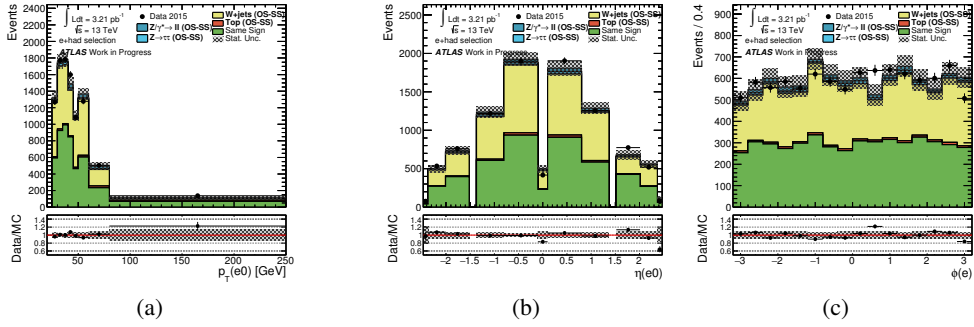 Events
2400
2200
2000
1800
1600
1400
1200
1000
800
600
400
200
0
∫ Ldt = 3.21 pb⁻¹
√s = 13 TeV
e+had selection
ATLAS Work in Progress
Data 2015
Z/γ*→ ll (OS-SS)
Z→ττ (OS-SS)
W+jets (OS-SS)
Top (OS-SS)
Same Sign
Stat. Unc.
Data/MC
1.4
1.2
1
0.8
0.6
50 100 150 200 250
p_T(e0) [GeV]
(a)
Events
2500
2000
1500
1000
500
0
∫ Ldt = 3.21 pb⁻¹
√s = 13 TeV
e+had selection
ATLAS Work in Progress
Data 2015
Z/γ*→ ll (OS-SS)
Z→ττ (OS-SS)
W+jets (OS-SS)
Top (OS-SS)
Same Sign
Stat. Unc.
Data/MC
1.4
1.2
1
0.8
0.6
−2 −1.5 −1 −0.5 0 0.5 1 1.5 2 2.5
η(e0)
(b)
Events / 0.4
900
800
700
600
500
400
300
200
100
0
∫ Ldt = 3.21 pb⁻¹
√s = 13 TeV
e+had selection
ATLAS Work in Progress
Data 2015
Z/γ*→ ll (OS-SS)
Z→ττ (OS-SS)
W+jets (OS-SS)
Top (OS-SS)
Same Sign
Stat. Unc.
Data/MC
1.4
1.2
1
0.8
0.6
−3 −2 −1 0 1 2 3
ϕ(e)
(c)